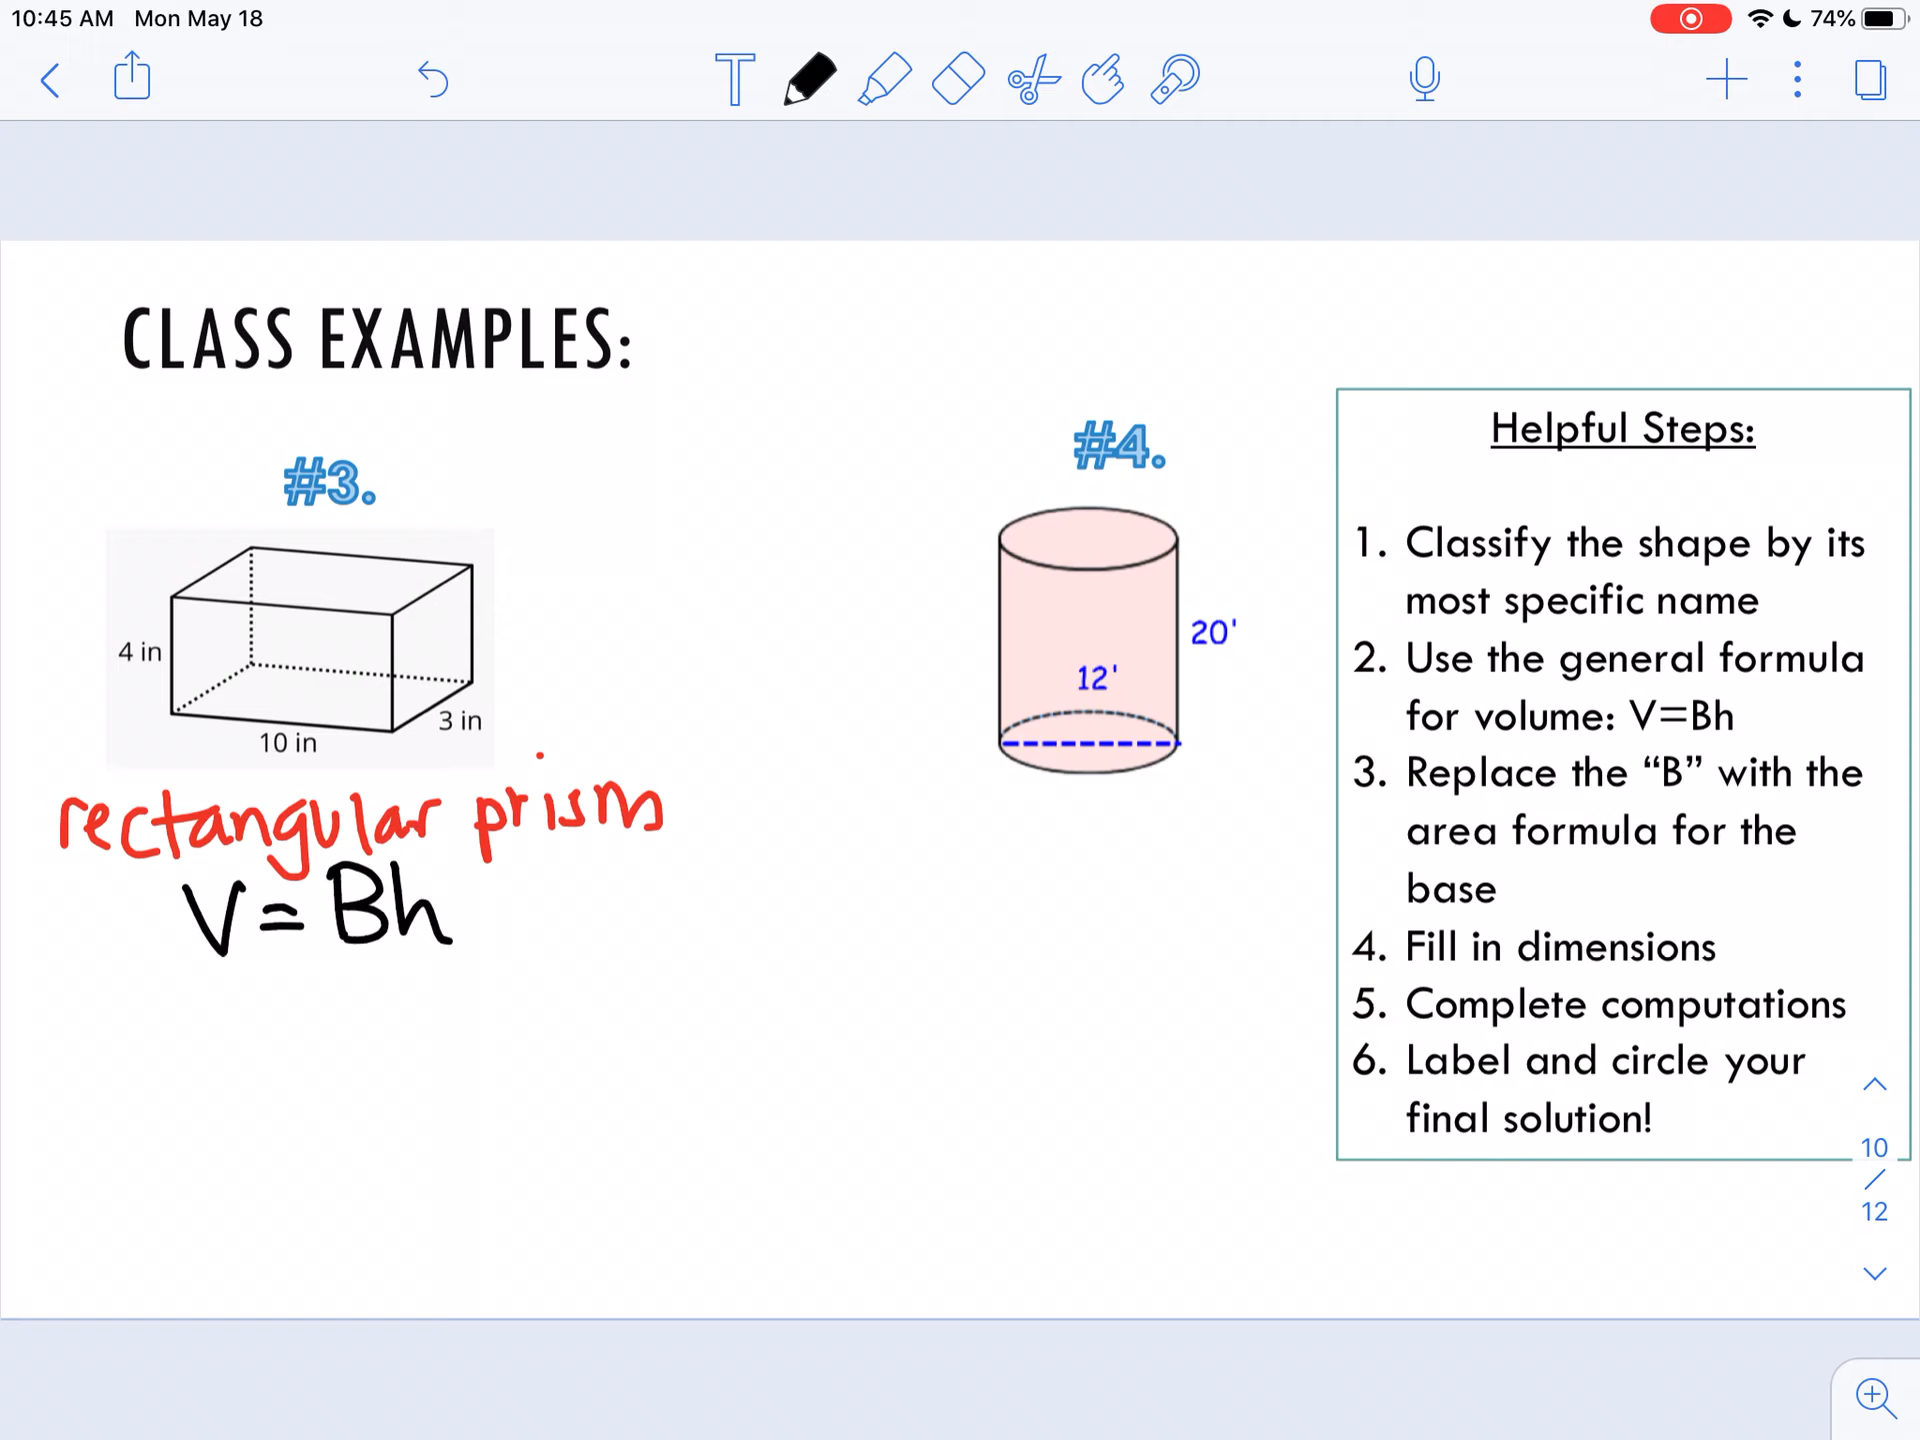 10:45 AM Mon May 18
74%
CLASS EXAMPLES:
#3.
4 in
10 in
3 in
rectangular prism
V = Bh
#4.
20'
12'
Helpful Steps:
1. Classify the shape by its
most specific name
2. Use the general formula
for volume: V=Bh
3. Replace the “B” with the
area formula for the
base
4. Fill in dimensions
5. Complete computations
6. Label and circle your
final solution!
10
/
12